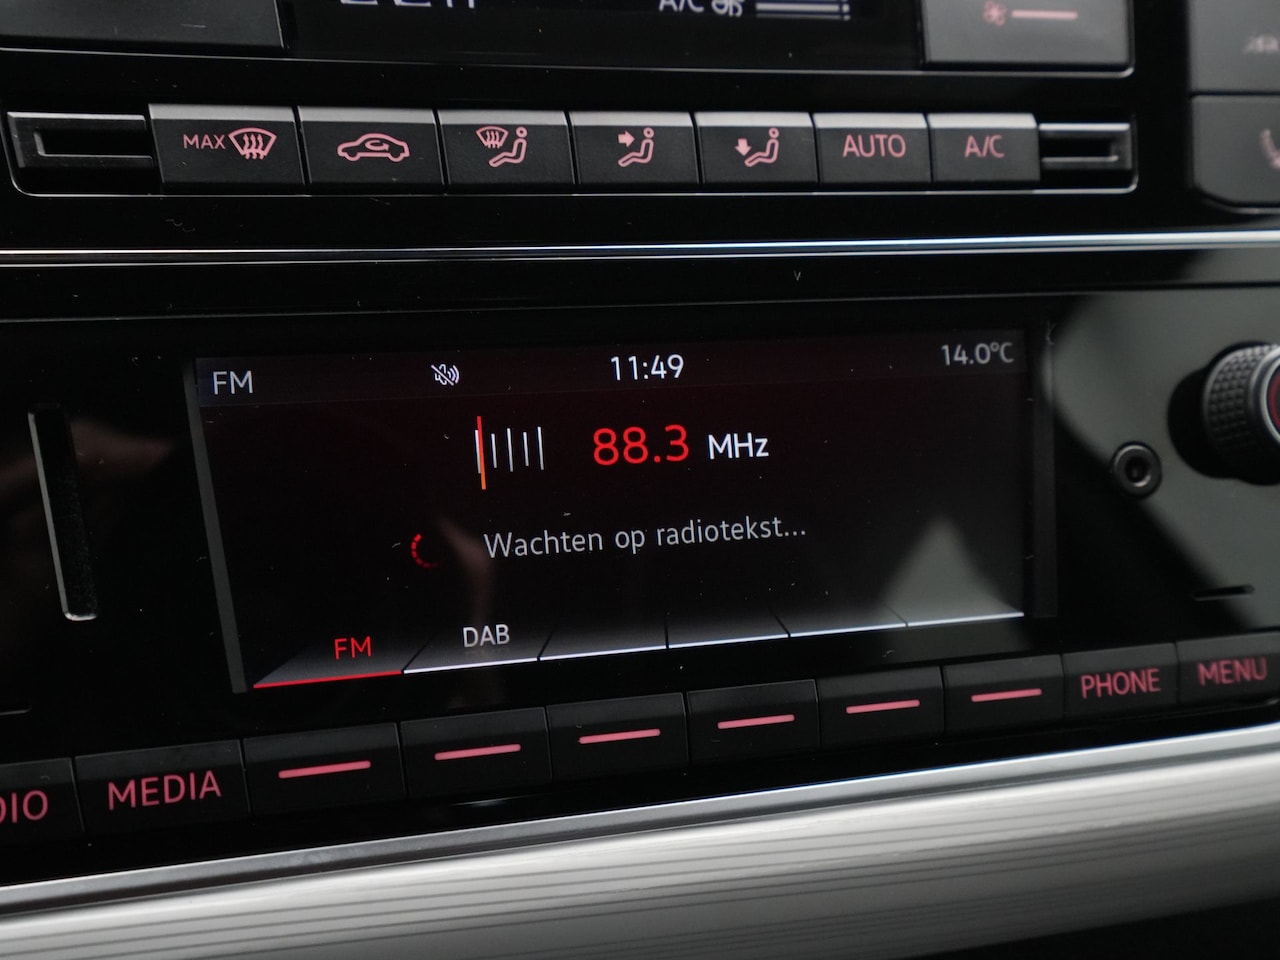 A/C
MAX
AUTO
A/C
FM
11:49
14.0°C
88.3 MHz
Wachten op radiotekst...
FM
DAB
MEDIA
PHONE
MENU